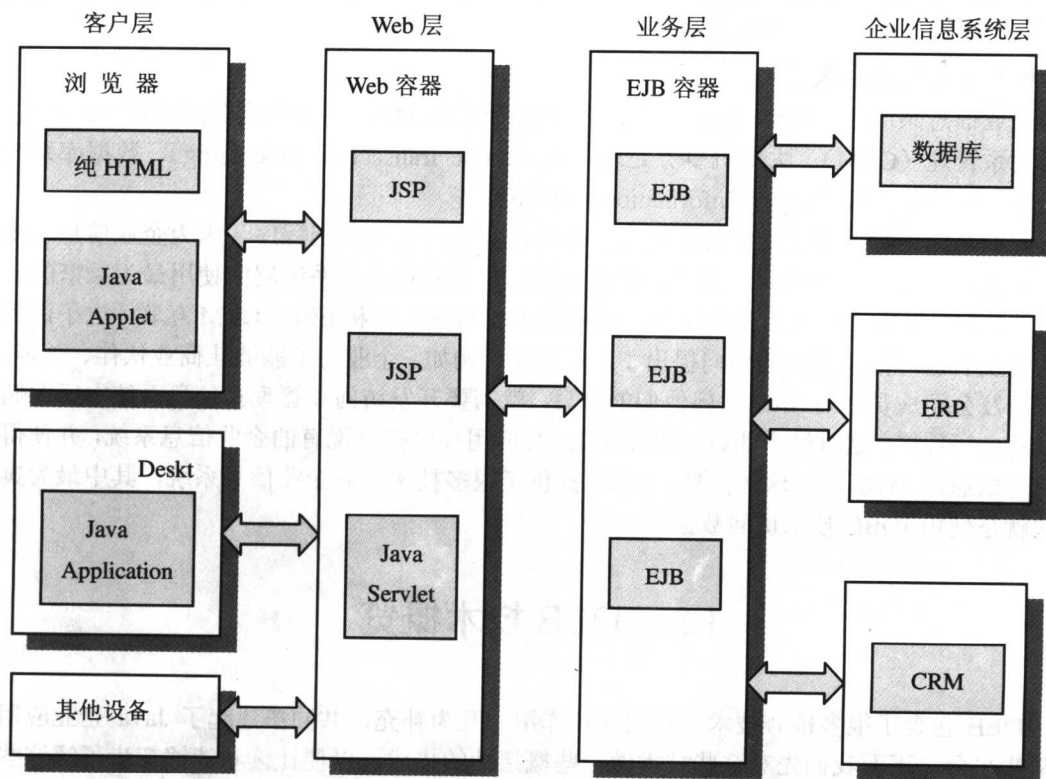 客户层
Web 层
业务层
企业信息系统层
浏 览 器
纯 HTML
Java
Applet
Deskt
Java
Application
其他设备
Web 容器
JSP
JSP
Java
Servlet
EJB 容器
EJB
EJB
EJB
数据库
ERP
CRM